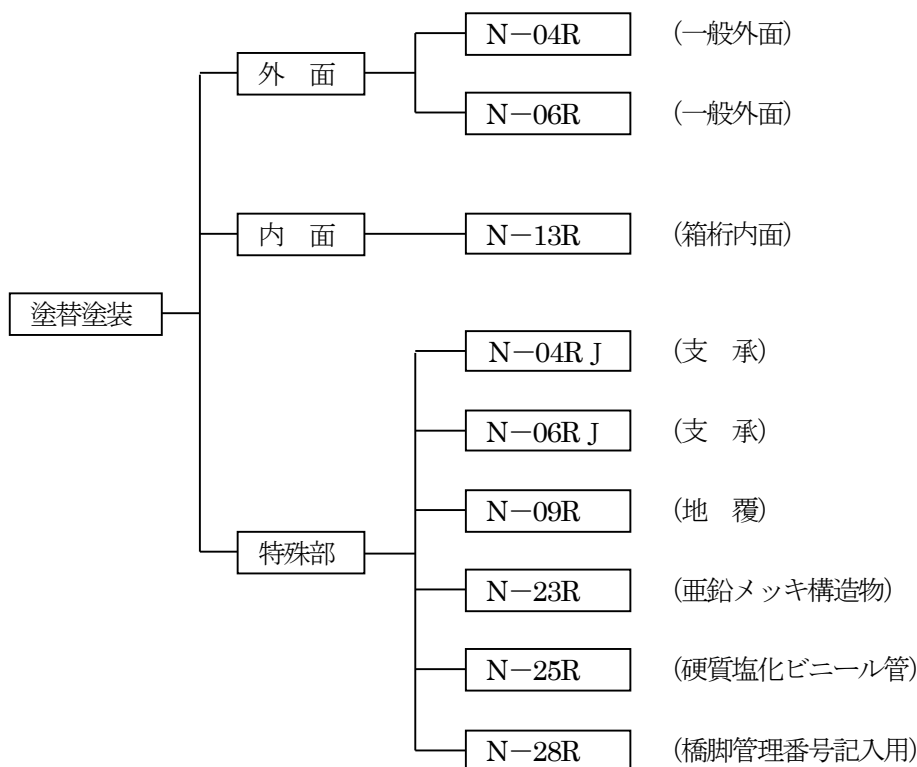 N－04R (一般外面)
外　面
N－06R (一般外面)
内　面 N－13R (箱桁内面)
塗替塗装
N－04R J (支　承)
N－06R J (支　承)
N－09R (地　覆)
特殊部
N－23R (亜鉛メッキ構造物)
N－25R (硬質塩化ビニール管)
N－28R (橋脚管理番号記入用)